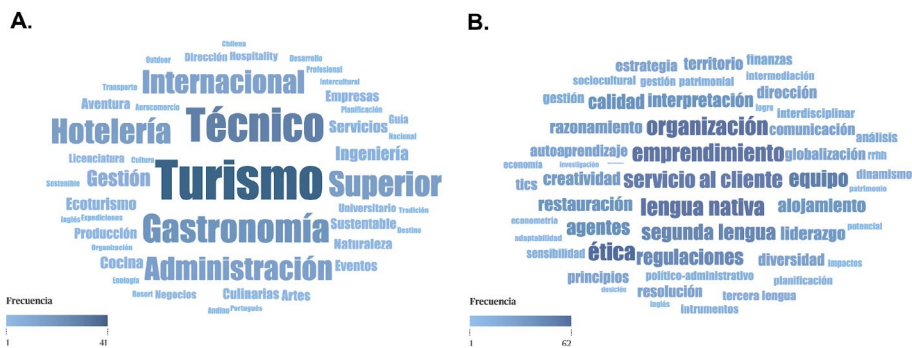 A.
Chilena
Outdoor Dirección Hospitality Desarrollo
Profesional
Internacional Intercultural
Transporte Empresas
Aventura Aerocomercio Planificación
Hotelería Técnico Servicios Guía
Nacional
Licenciatura Cultura Ingeniería
Sostenible Gestión Turismo Superior
Ecoturismo Universitario Tradición
Inglés Expediciones Gastronomía Sustentable Destino
Producción Naturaleza
Organización
Cocina Administración Eventos
Enología
Resort Negocios Culinarias Artes
Andino Portugués
Frecuencia
1 41
B.
estrategia territorio finanzas
sociocultural gestión patrimonial intermediación
gestión calidad interpretación dirección
logro interdisciplinar
razonamiento organización comunicación
análisis
autoaprendizaje emprendimiento globalización rrhh
economia investigación
tics creatividad servicio al cliente equipo dinamismo
patrimonio
restauración lengua nativa alojamiento
econometria agentes segunda lengua liderazgo potencial
adaptabilidad
sensibilidad ética regulaciones diversidad impactos
principios político-administrativo planificación
desición resolución tercera lengua
inglés intrumentos
Frecuencia
1 62